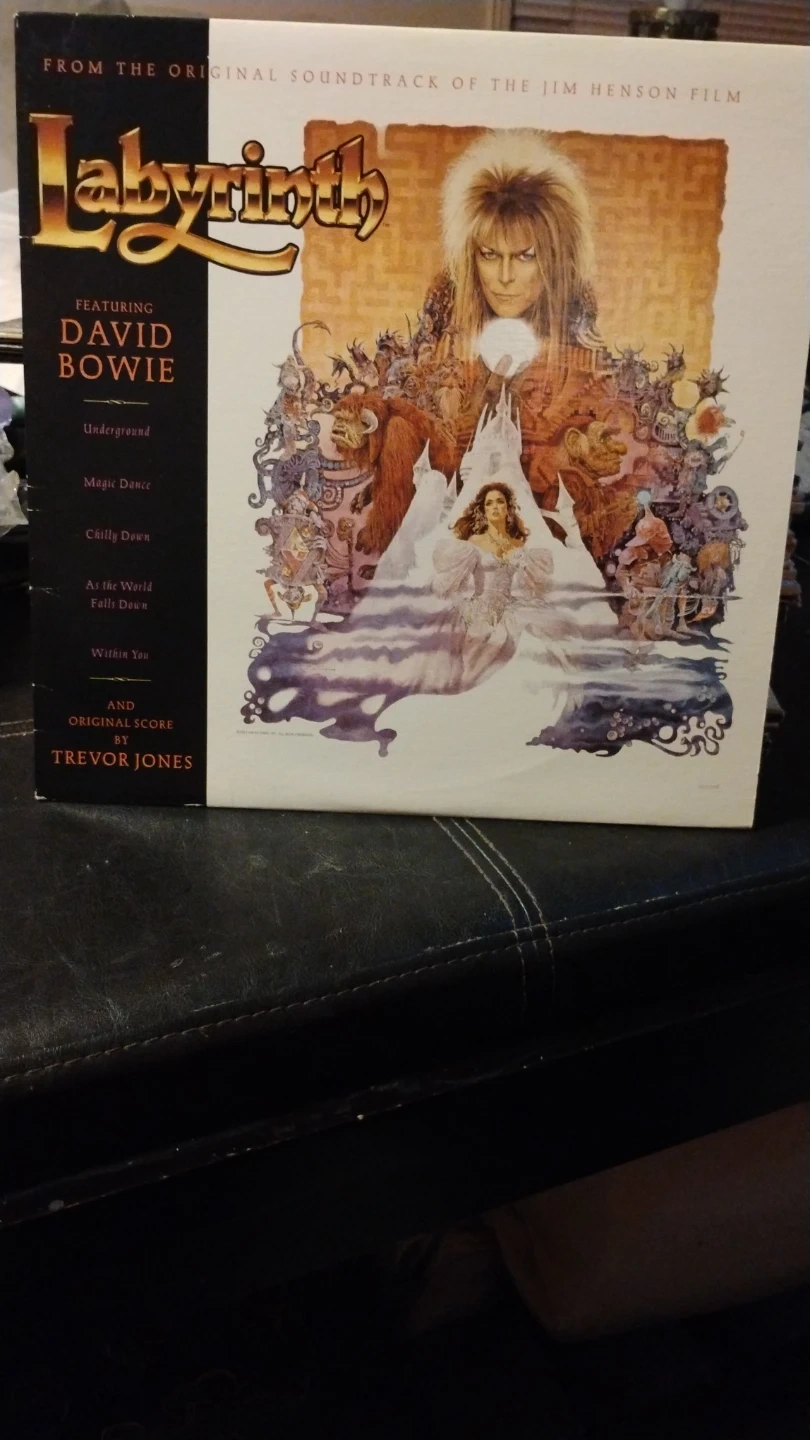 FROM THE ORIGINAL SOUNDTRACK OF THE JIM HENSON FILM
Labyrinth
FEATURING
DAVID
BOWIE
Underground
Magic Dance
Chilly Down
As the World
Falls Down
Within You
AND
ORIGINAL SCORE
BY
TREVOR JONES